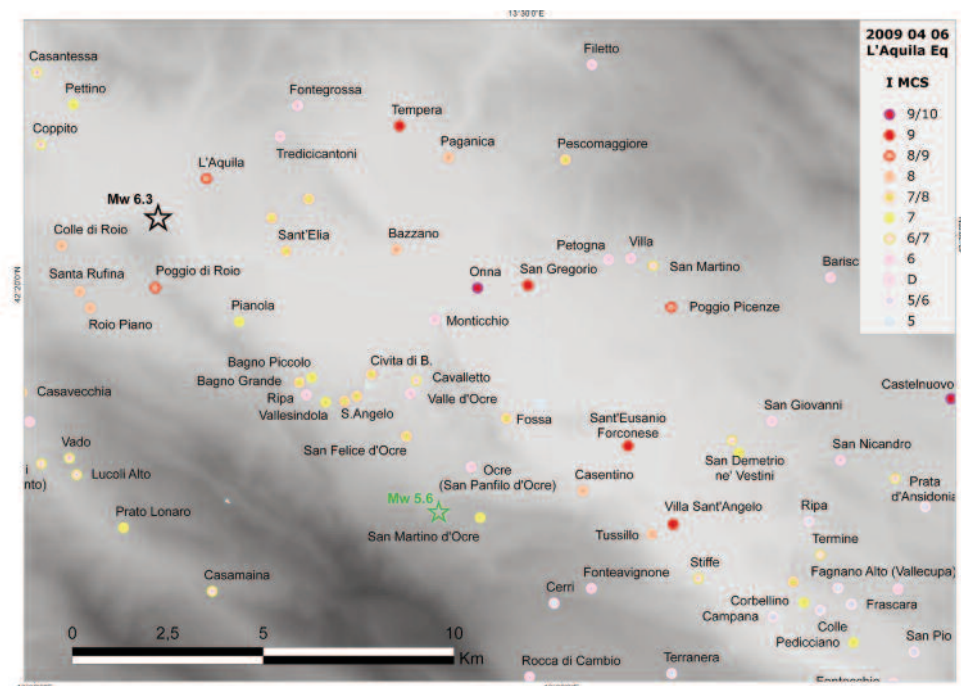 13°30'0"E
2009 04 06
L'Aquila Eq
I MCS
9/10
9
8/9
8
7/8
7
6/7
6
D
5/6
5
Filetto
Casantessa
Pettino
Fontegrossa
Tempera
Coppito
Paganica
Pescomaggiore
Tredicicantoni
L'Aquila
Mw 6.3
Colle di Roio
Sant'Elia
Bazzano
Petogna
Villa
San Martino
Barisc
42°20'0"N
Santa Rufina
Poggio di Roio
Onna
San Gregorio
Roio Piano
Pianola
Monticchio
Poggio Picenze
Bagno Piccolo
Civita di B.
Bagno Grande
Cavalletto
Castelnuovo
Casavecchia
Ripa
Valle d'Ocre
Vallesindola
S.Angelo
Fossa
Sant'Eusanio
Forconese
San Giovanni
Vado
San Felice d'Ocre
San Nicandro
i
nto)
Lucoli Alto
Ocre
(San Panfilo d'Ocre)
Casentino
San Demetrio
ne' Vestini
Prata
d'Ansidonia
Mw 5.6
Prato Lonaro
San Martino d'Ocre
Villa Sant'Angelo
Ripa
Tussillo
Termine
Casamaina
Cerri
Fonteavignone
Stiffe
Fagnano Alto (Vallecupa)
Corbellino
Campana
Frascara
Colle
Pedicciano
San Pio
0
2,5
5
10
Km
Rocca di Cambio
Terranera